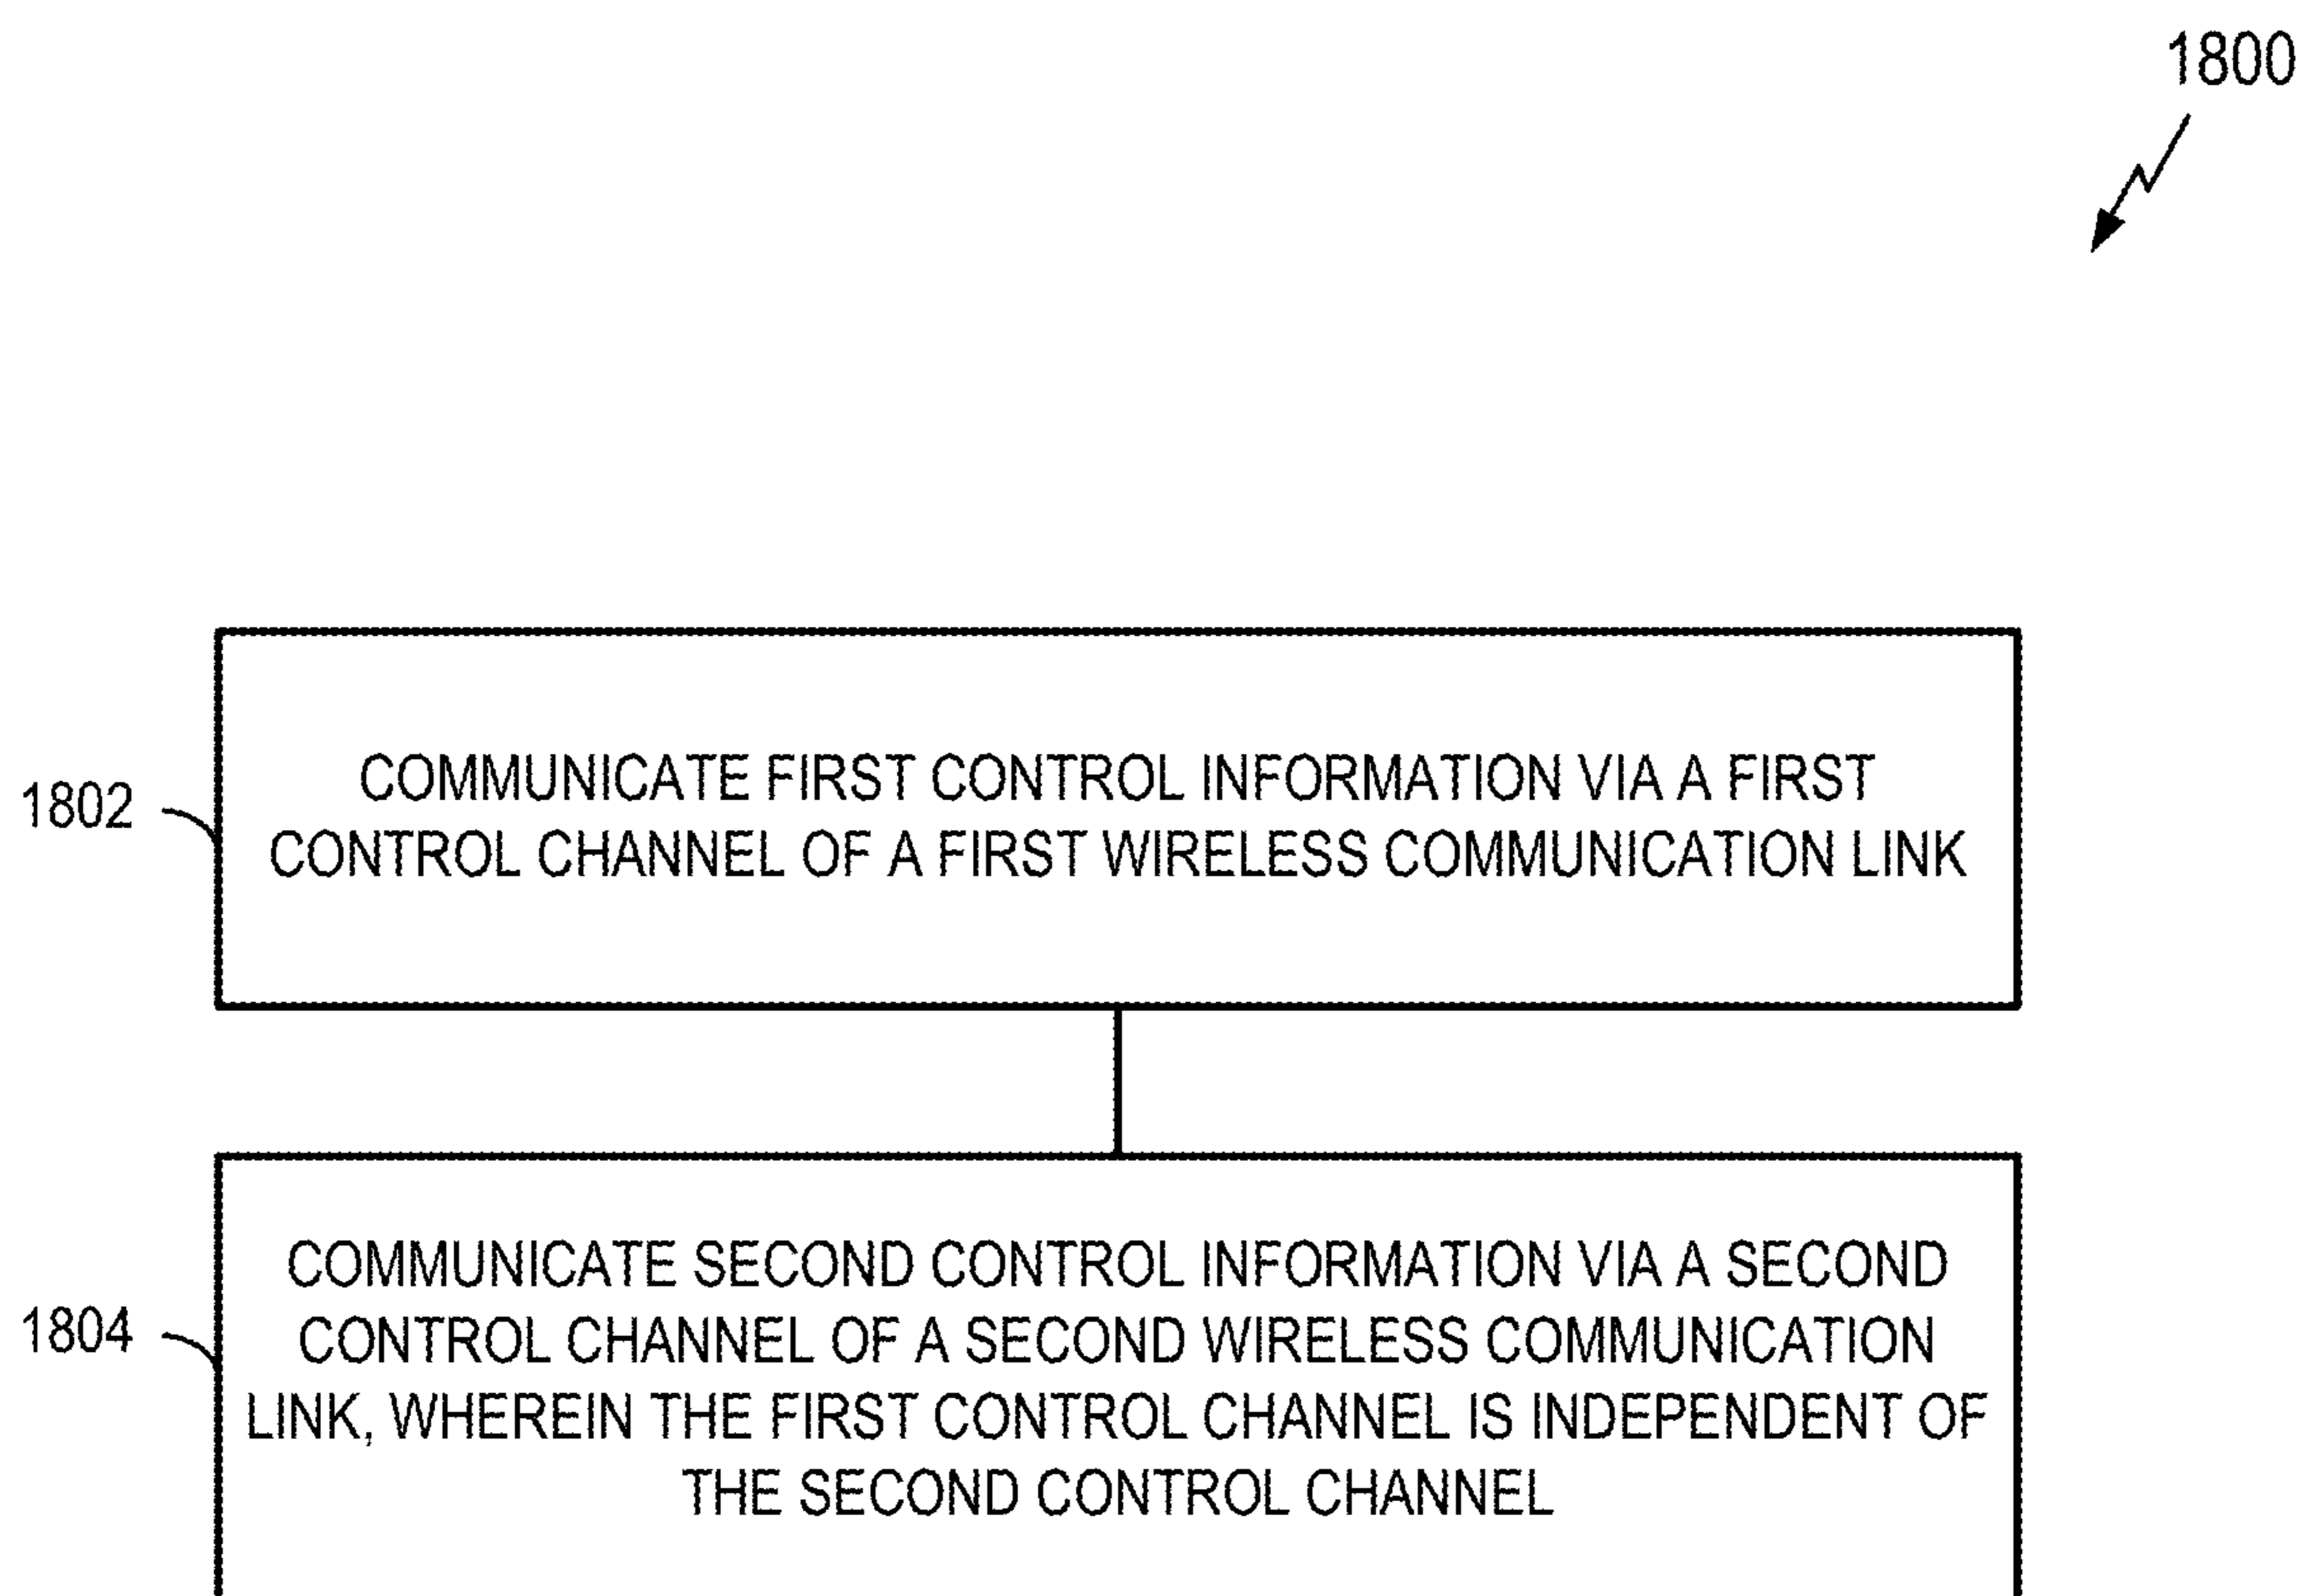 1800
1802
COMMUNICATE FIRST CONTROL INFORMATION VIA A FIRST
CONTROL CHANNEL OF A FIRST WIRELESS COMMUNICATION LINK
1804
COMMUNICATE SECOND CONTROL INFORMATION VIA A SECOND
CONTROL CHANNEL OF A SECOND WIRELESS COMMUNICATION
LINK, WHEREIN THE FIRST CONTROL CHANNEL IS INDEPENDENT OF
THE SECOND CONTROL CHANNEL